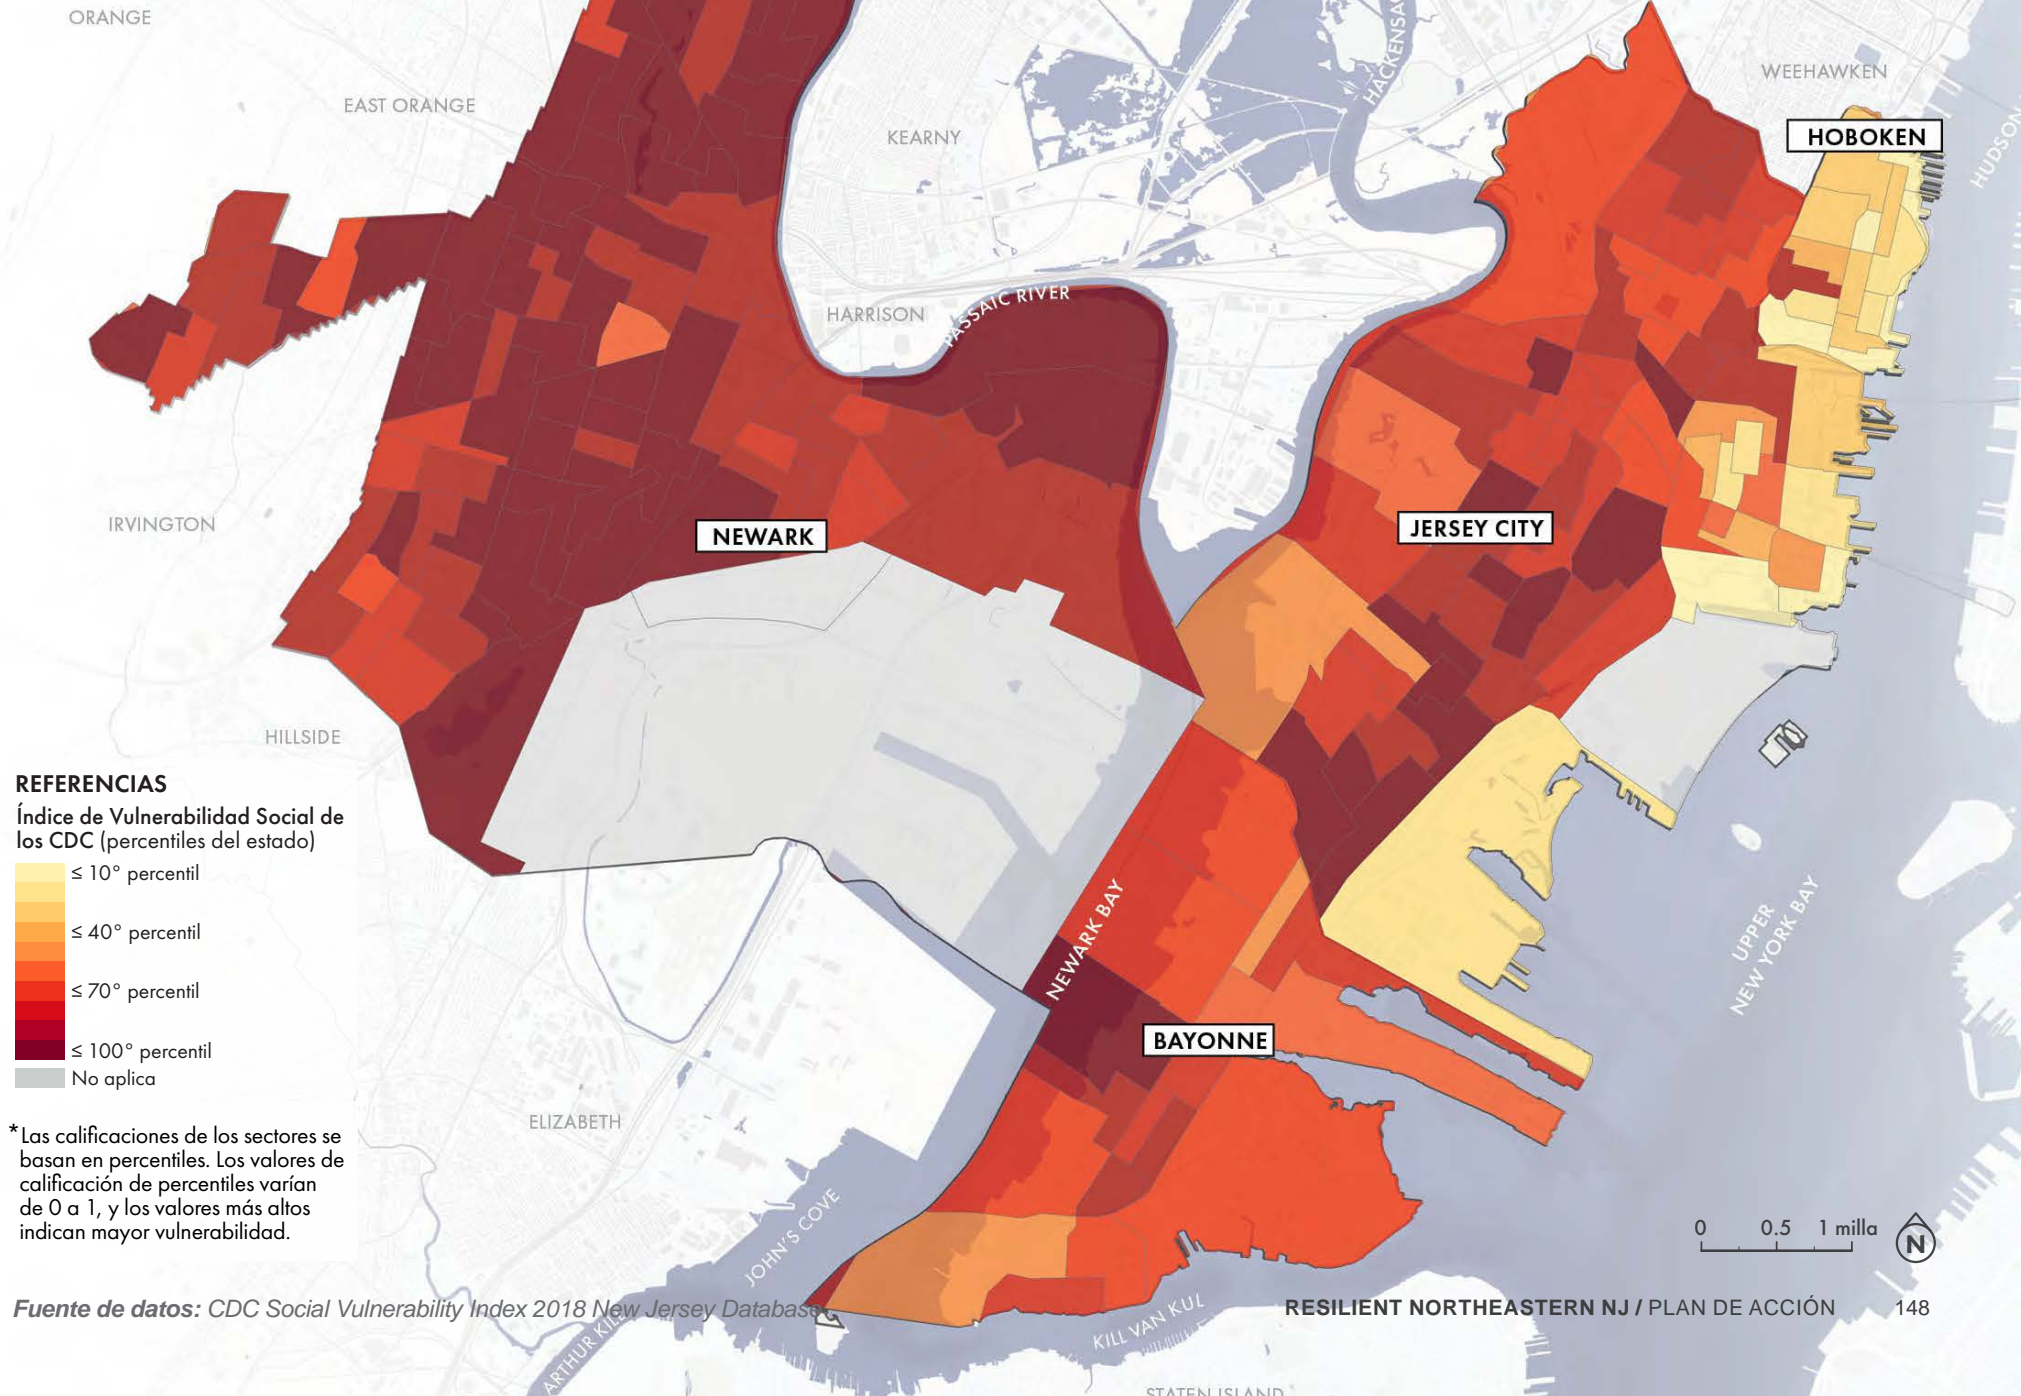 ORANGE
EAST ORANGE
KEARNY
WEEHAWKEN
HOBOKEN
HUDSON
HARRISON
PASSAIC RIVER
IRVINGTON
NEWARK
JERSEY CITY
HILLSIDE
REFERENCIAS
Índice de Vulnerabilidad Social de
los CDC (percentiles del estado)
≤ 10° percentil
≤ 40° percentil
≤ 70° percentil
≤ 100° percentil
No aplica
*Las calificaciones de los sectores se
basan en percentiles. Los valores de
calificación de percentiles varían
de 0 a 1, y los valores más altos
indican mayor vulnerabilidad.
NEWARK BAY
UPPER
NEW YORK BAY
BAYONNE
ELIZABETH
JOHN'S COVE
KILL VAN KUL
STATEN ISLAND
0 0.5 1 milla
N
Fuente de datos: CDC Social Vulnerability Index 2018 New Jersey Database
RESILIENT NORTHEASTERN NJ / PLAN DE ACCIÓN 148